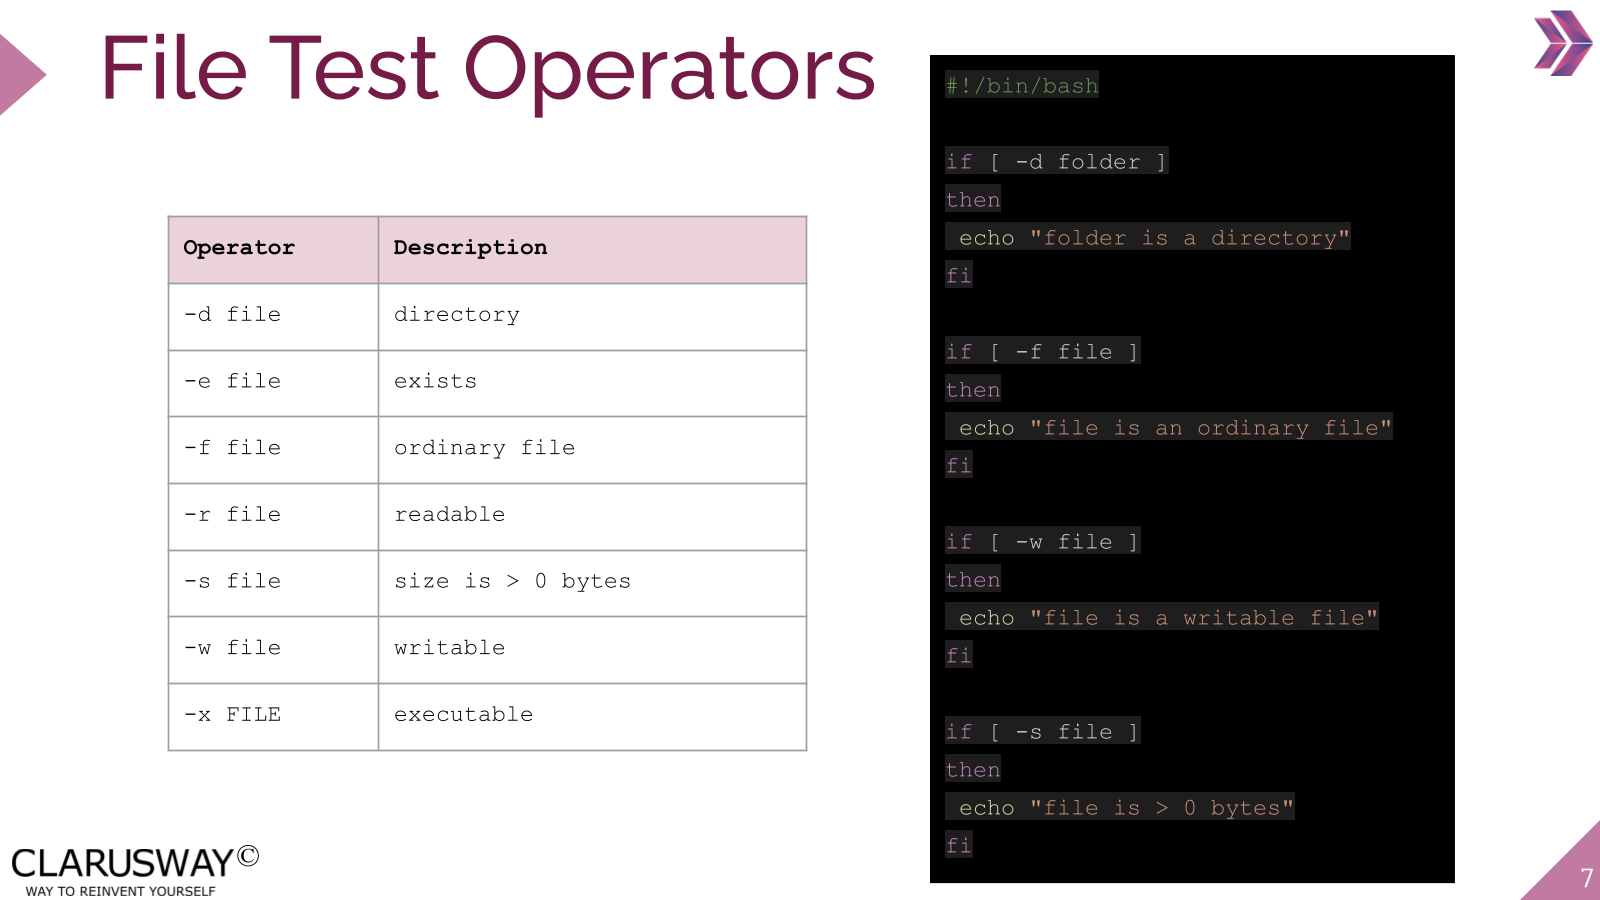 File Test Operators
Operator Description
-d file directory
-e file exists
-f file ordinary file
-r file readable
-s file size is > 0 bytes
-w file writable
-x FILE executable
#!/bin/bash
if [ -d folder ]
then
echo "folder is a directory"
fi
if [ -f file ]
then
echo "file is an ordinary file"
fi
if [ -w file ]
then
echo "file is a writable file"
fi
if [ -s file ]
then
echo "file is > 0 bytes"
fi
CLARUSWAY©
WAY TO REINVENT YOURSELF
7